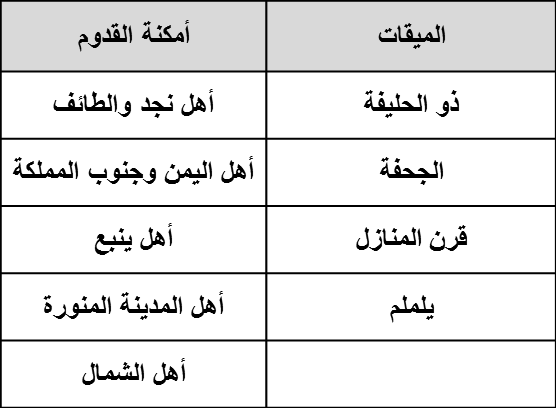 الميقات أمكنة القدوم
ذو الحليفة أهل نجد والطائف
الجحفة أهل اليمن وجنوب المملكة
قرن المنازل أهل ينبع
يلملم أهل المدينة المنورة
أهل الشمال